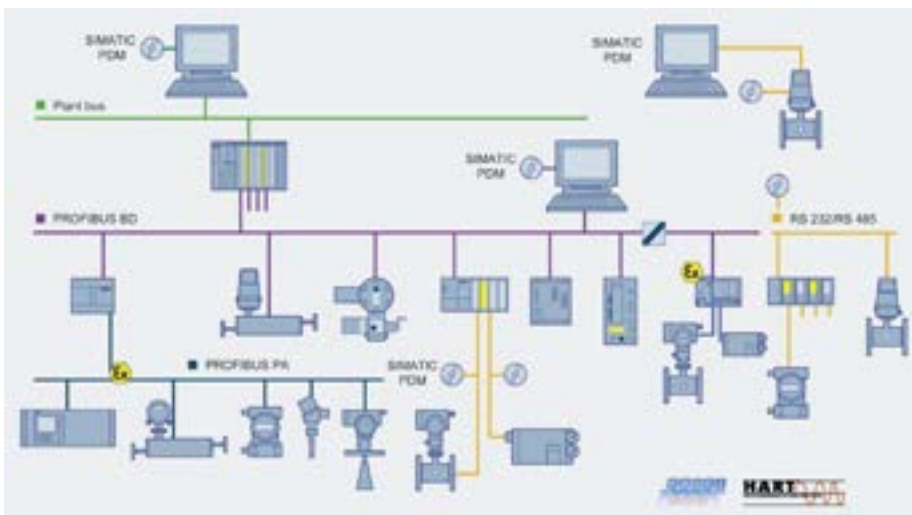 SIMATIC
PDM
SIMATIC
PDM
Plant bus
SIMATIC
PDM
PROFIBUS BD
RS 232/RS 485
Ex
PROFIBUS PA
Ex
SIMATIC
PDM
HART